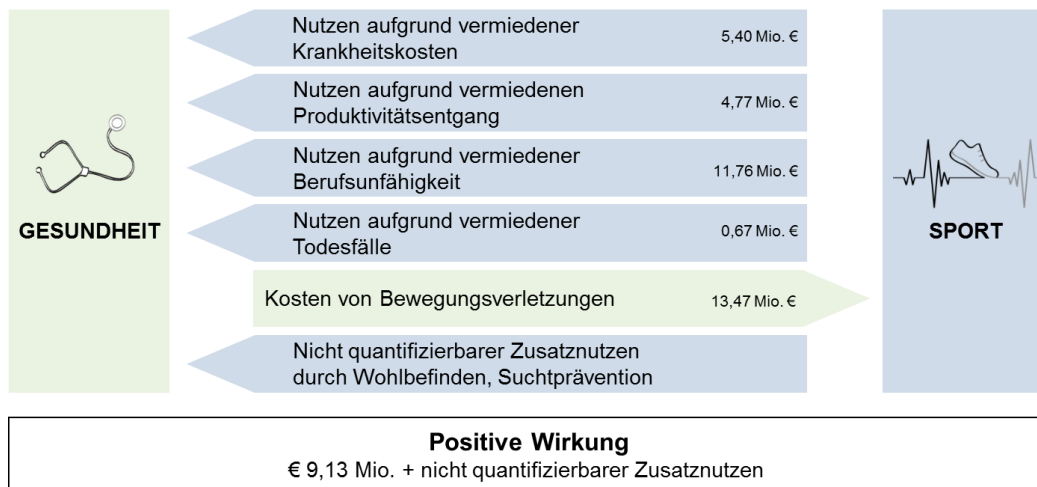 Nutzen aufgrund vermiedener
Krankheitskosten
5,40 Mio. €
Nutzen aufgrund vermiedenen
Produktivitätsentgang
4,77 Mio. €
Nutzen aufgrund vermiedener
Berufsunfähigkeit
11,76 Mio. €
Nutzen aufgrund vermiedener
Todesfälle
0,67 Mio. €
GESUNDHEIT
SPORT
Kosten von Bewegungsverletzungen
13,47 Mio. €
Nicht quantifizierbarer Zusatznutzen
durch Wohlbefinden, Suchtprävention
Positive Wirkung
€ 9,13 Mio. + nicht quantifizierbarer Zusatznutzen